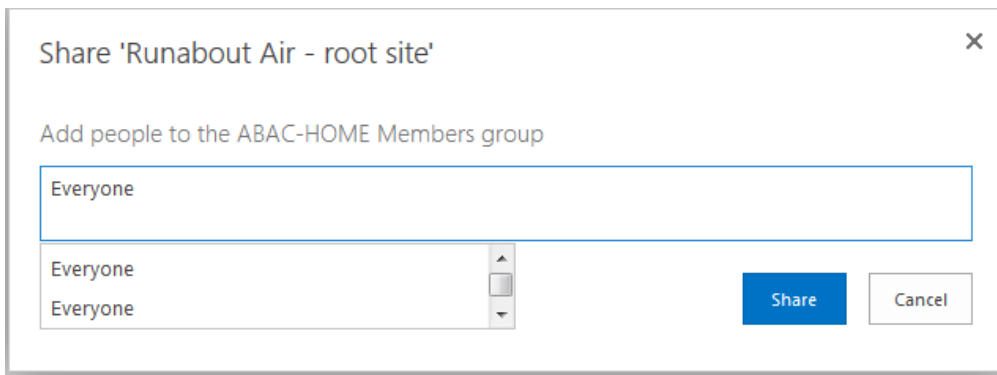 Share 'Runabout Air - root site'
Add people to the ABAC-HOME Members group
Everyone
Everyone
Everyone
Share
Cancel